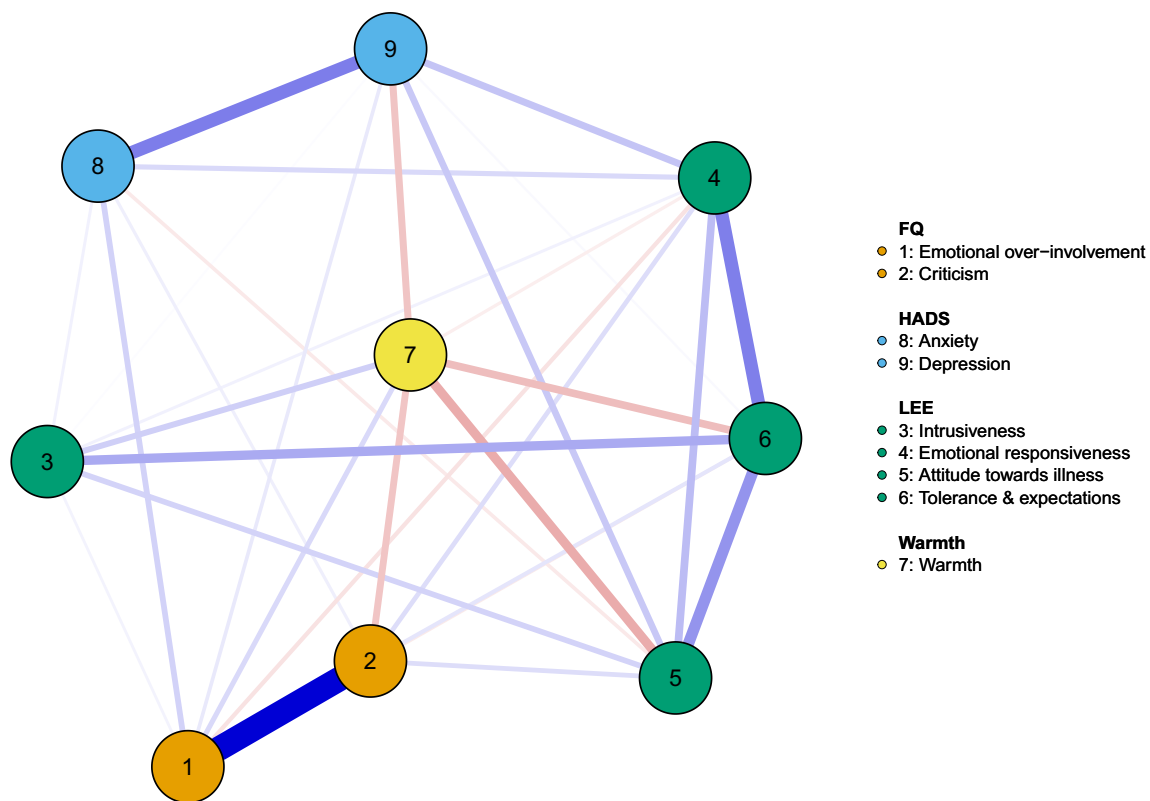 9
8
4
7
6
3
2
5
1
FQ
1: Emotional over−involvement
2: Criticism
HADS
8: Anxiety
9: Depression
LEE
3: Intrusiveness
4: Emotional responsiveness
5: Attitude towards illness
6: Tolerance & expectations
Warmth
7: Warmth